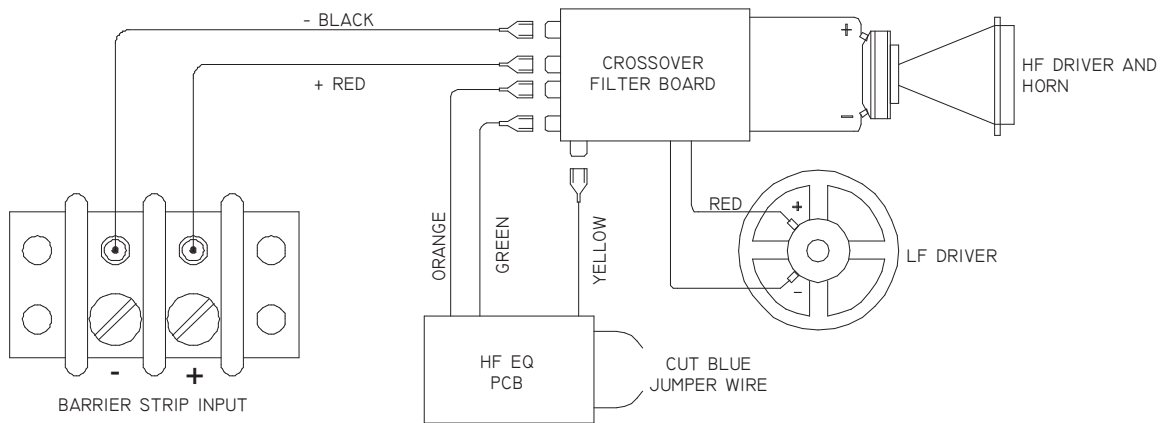 - BLACK
+ RED
CROSSOVER
FILTER BOARD
+
-
HF DRIVER AND
HORN
ORANGE
GREEN
YELLOW
RED
+
-
LF DRIVER
- +
BARRIER STRIP INPUT
HF EQ
PCB
CUT BLUE
JUMPER WIRE